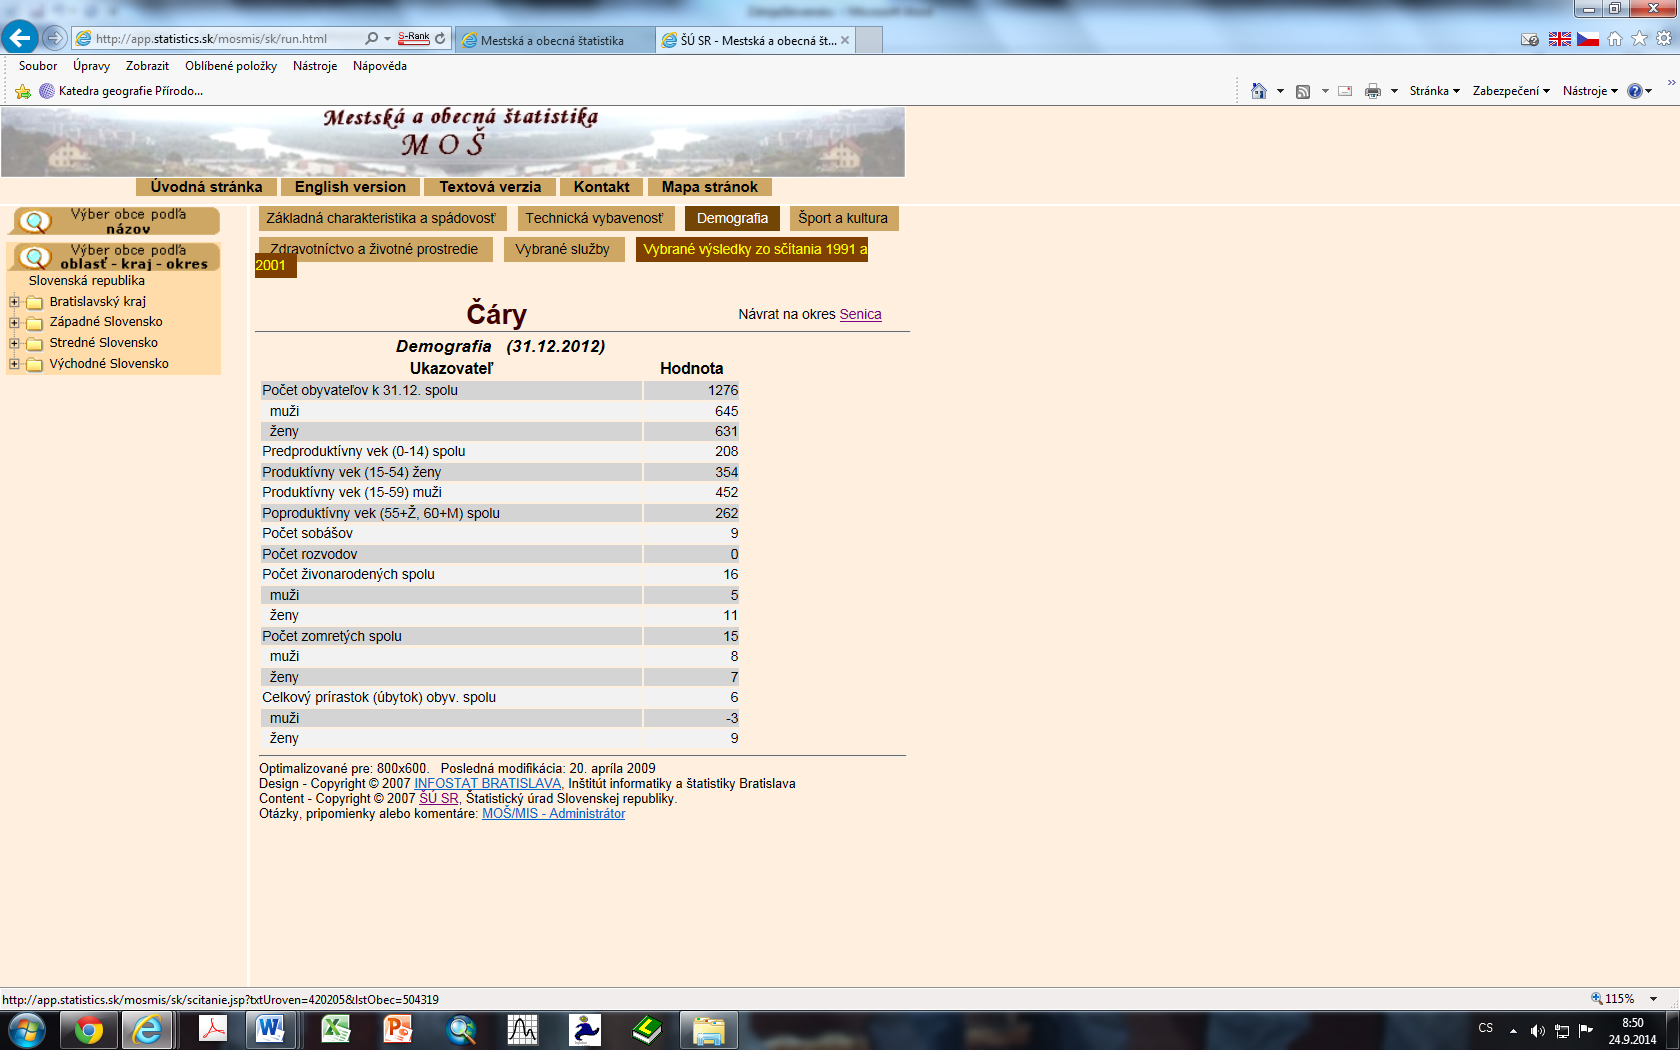 http://app.statistics.sk/mosmis/sk/run.html
S-Rank
Mestská a obecná štatistika
ŠÚ SR - Mestská a obecná št...
Soubor Úpravy Zobrazit Oblíbené položky Nástroje Nápověda
Katedra geografie Přírodo...
Stránka Zabezpečení Nástroje
Mestská a obecná štatistika
M O Š
Úvodná stránka English version Textová verzia Kontakt Mapa stránok
Výber obce podľa
názov
Výber obce podľa
oblasť - kraj - okres
Slovenská republika
Bratislavský kraj
Západné Slovensko
Stredné Slovensko
Východné Slovensko
Základná charakteristika a spádovosť Technická vybavenosť Demografia Šport a kultura
Zdravotníctvo a životné prostredie Vybrané služby Vybrané výsledky zo sčítania 1991 a
2001
Čáry
Návrat na okres Senica
Demografia (31.12.2012)
Ukazovateľ Hodnota
Počet obyvateľov k 31.12. spolu 1276
muži 645
ženy 631
Predproduktívny vek (0-14) spolu 208
Produktívny vek (15-54) ženy 354
Produktívny vek (15-59) muži 452
Poproduktívny vek (55+Ž, 60+M) spolu 262
Počet sobášov 9
Počet rozvodov 0
Počet živonarodených spolu 16
muži 5
ženy 11
Počet zomretých spolu 15
muži 8
ženy 7
Celkový prírastok (úbytok) obyv. spolu 6
muži -3
ženy 9
Optimalizované pre: 800x600. Posledná modifikácia: 20. apríla 2009
Design - Copyright © 2007 INFOSTAT BRATISLAVA, Inštitút informatiky a štatistiky Bratislava
Content - Copyright © 2007 ŠÚ SR, Štatistický úrad Slovenskej republiky.
Otázky, pripomienky alebo komentáre: MOŠ/MIS - Administrátor
http://app.statistics.sk/mosmis/sk/scitanie.jsp?txtUroven=420205&lstObec=504319
115%
CS
8:50
24.9.2014